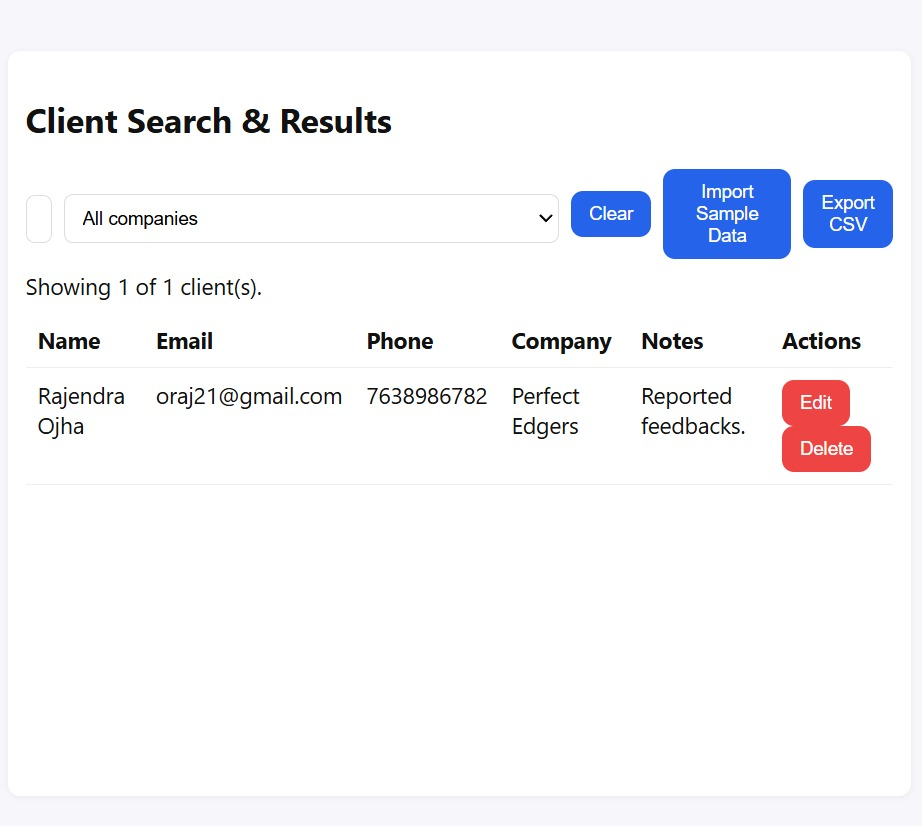 Client Search & Results
All companies
Clear
Import
Sample
Data
Export
CSV
Showing 1 of 1 client(s).
Name Email Phone Company Notes Actions
Rajendra oraj21@gmail.com 7638986782 Perfect Reported Edit
Ojha Edgers feedbacks.
Delete